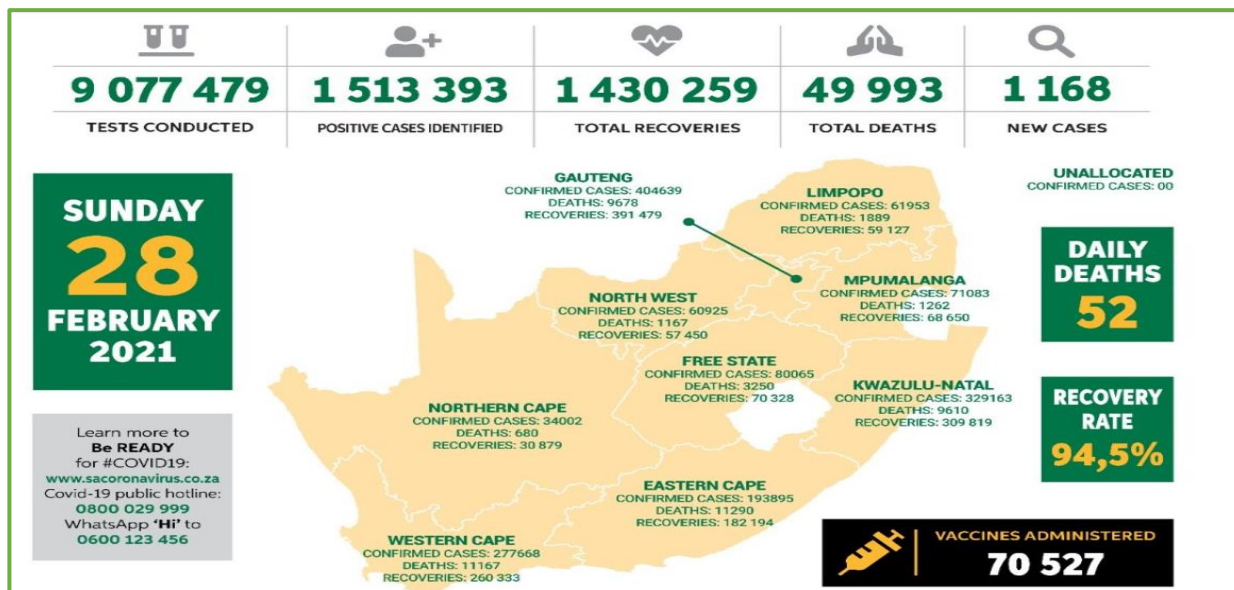 9 077 479
TESTS CONDUCTED
1 513 393
POSITIVE CASES IDENTIFIED
1 430 259
TOTAL RECOVERIES
49 993
TOTAL DEATHS
1 168
NEW CASES
SUNDAY
28
FEBRUARY
2021
Learn more to
Be READY
for #COVID19:
www.sacoronavirus.co.za
Covid-19 public hotline:
0800 029 999
WhatsApp ‘Hi’ to
0600 123 456
GAUTENG
CONFIRMED CASES: 404639
DEATHS: 9678
RECOVERIES: 391 479
LIMPOPO
CONFIRMED CASES: 61953
DEATHS: 1889
RECOVERIES: 59 127
MPUMALANGA
CONFIRMED CASES: 71083
DEATHS: 1262
RECOVERIES: 68 650
NORTH WEST
CONFIRMED CASES: 60925
DEATHS: 1167
RECOVERIES: 57 450
FREE STATE
CONFIRMED CASES: 80065
DEATHS: 3250
RECOVERIES: 70 328
KWAZULU-NATAL
CONFIRMED CASES: 329163
DEATHS: 9610
RECOVERIES: 309 819
NORTHERN CAPE
CONFIRMED CASES: 34002
DEATHS: 680
RECOVERIES: 30 879
EASTERN CAPE
CONFIRMED CASES: 193895
DEATHS: 11290
RECOVERIES: 182 194
WESTERN CAPE
CONFIRMED CASES: 277668
DEATHS: 11167
RECOVERIES: 260 333
UNALLOCATED
CONFIRMED CASES: 00
DAILY
DEATHS
52
RECOVERY
RATE
94,5%
VACCINES ADMINISTERED
70 527